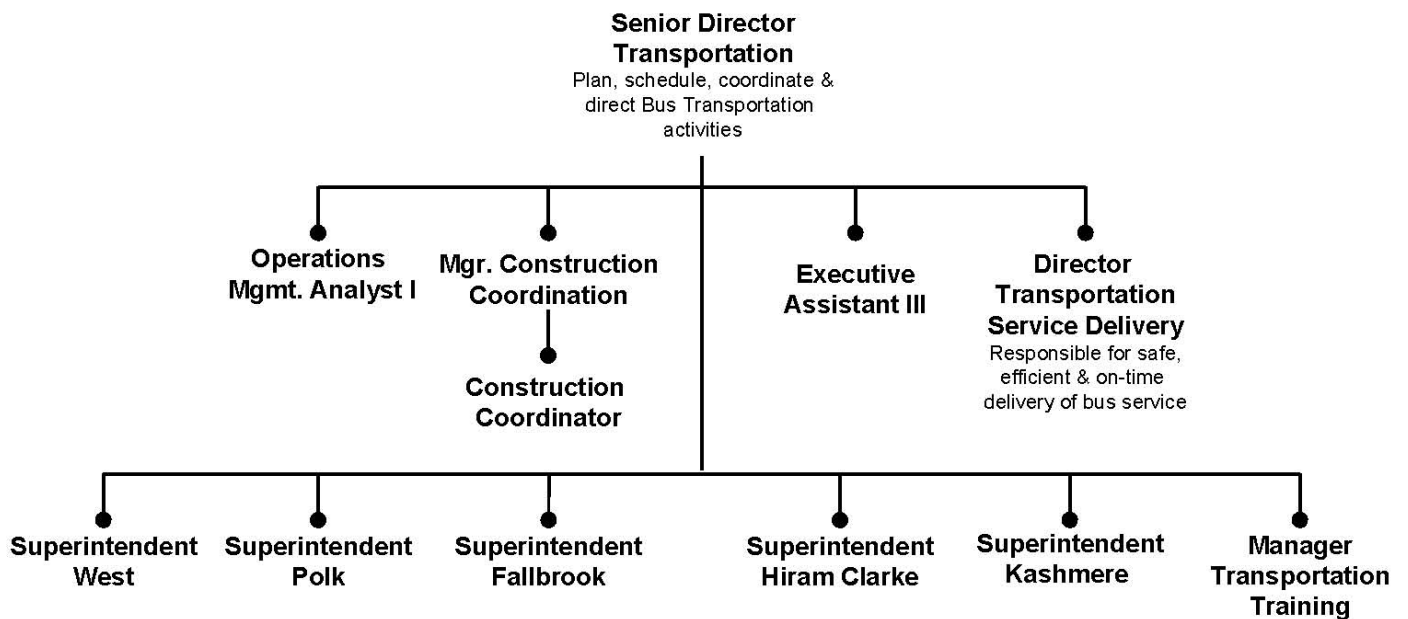 Senior Director
Transportation
Plan, schedule, coordinate &
direct Bus Transportation
activities
Operations
Mgmt. Analyst I
Mgr. Construction
Coordination
Executive
Assistant III
Director
Transportation
Service Delivery
Responsible for safe,
efficient & on-time
delivery of bus service
Construction
Coordinator
Superintendent
West
Superintendent
Polk
Superintendent
Fallbrook
Superintendent
Hiram Clarke
Superintendent
Kashmere
Manager
Transportation
Training